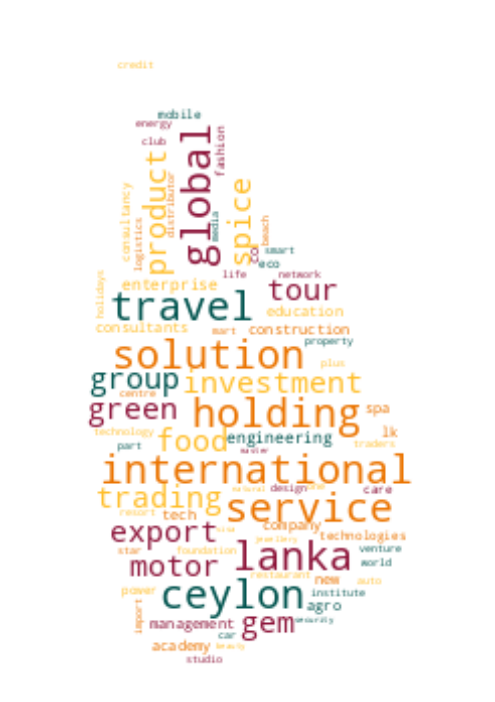 credit
mobile
energy
club
fashion
global
product
distributor
consultancy
logistics
media
spice
beach
co
smart
eco
life
network
holidays
enterprise
tour
travel
education
consultants
mart
construction
property
solution
plus
group
investment
centre
green
holding
spa
technology
food
engineering
lk
traders
part
master
international
natural
design
one
care
trading
service
resort
tech
company
export
technologies
jewellery
star
foundation
lanka
venture
motor
world
restaurant
new
auto
power
ceylon
institute
agro
import
management
gem
security
car
academy
beauty
studio